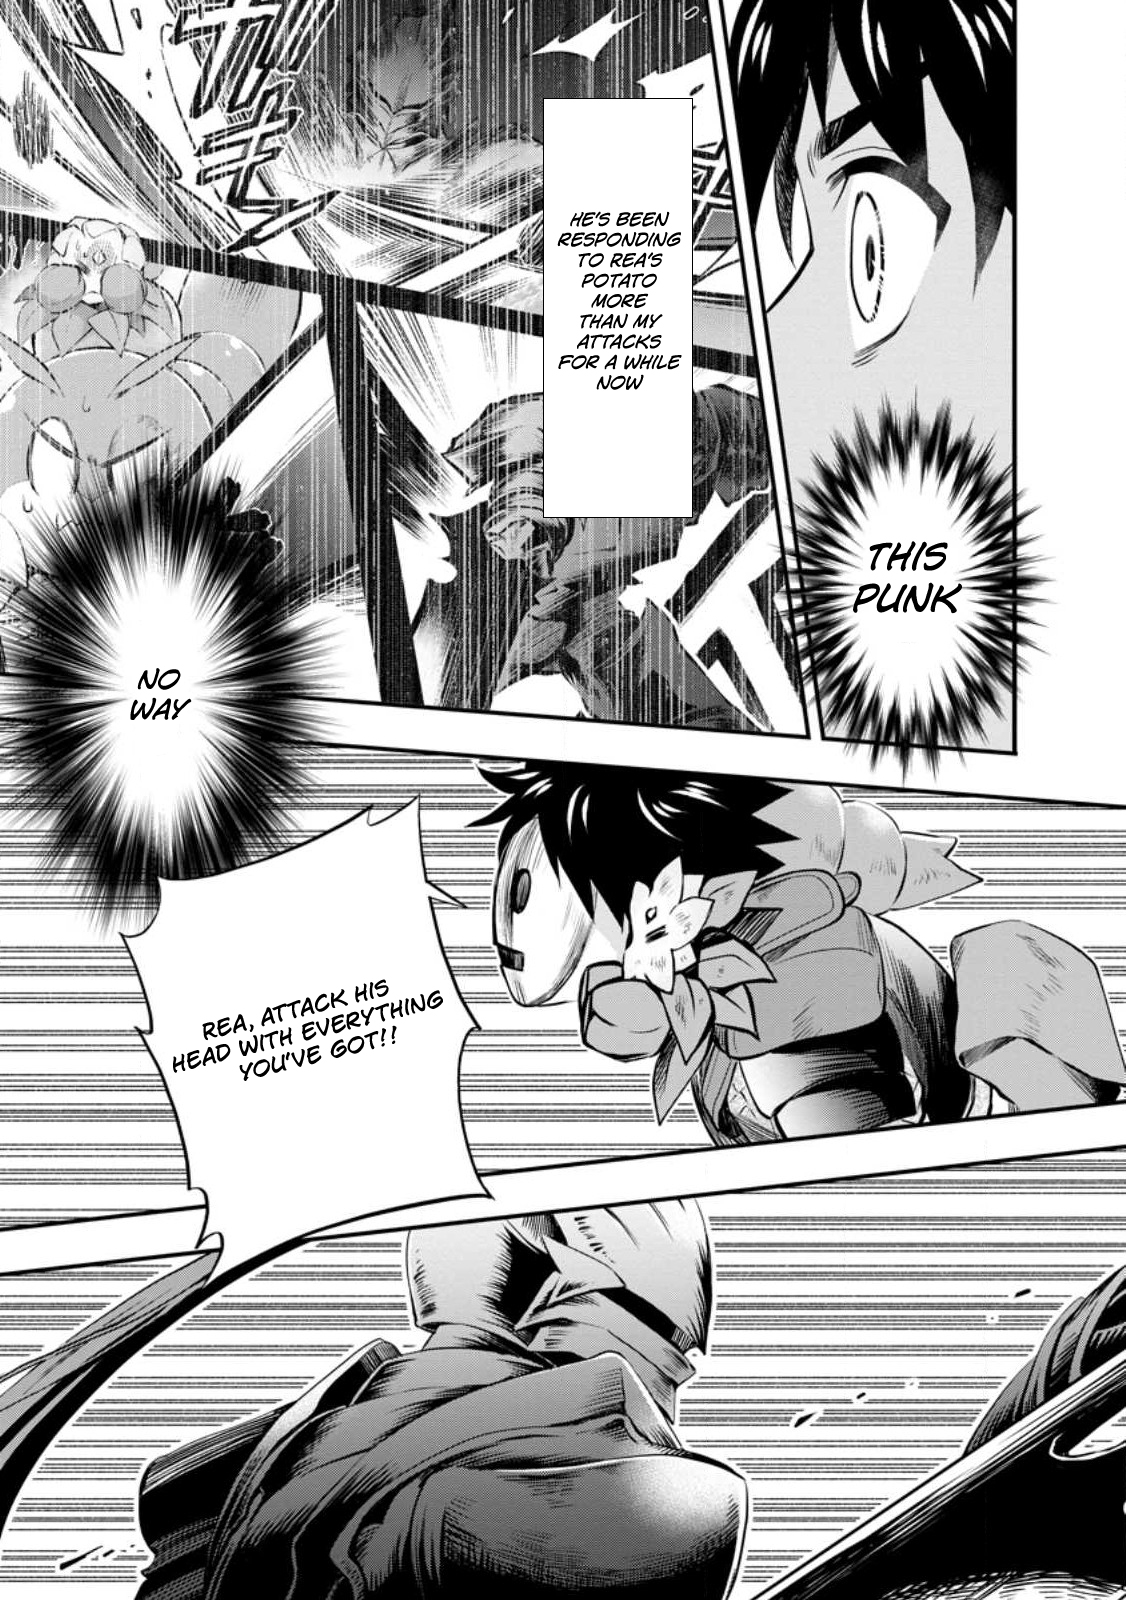 THIS
PUNK
HE'S BEEN
RESPONDING
TO REA'S
POTATO
MORE
THAN MY
ATTACKS
FOR A WHILE
NOW
NO
WAY
REA, ATTACK HIS
HEAD WITH EVERYTHING
YOU'VE GOT!!